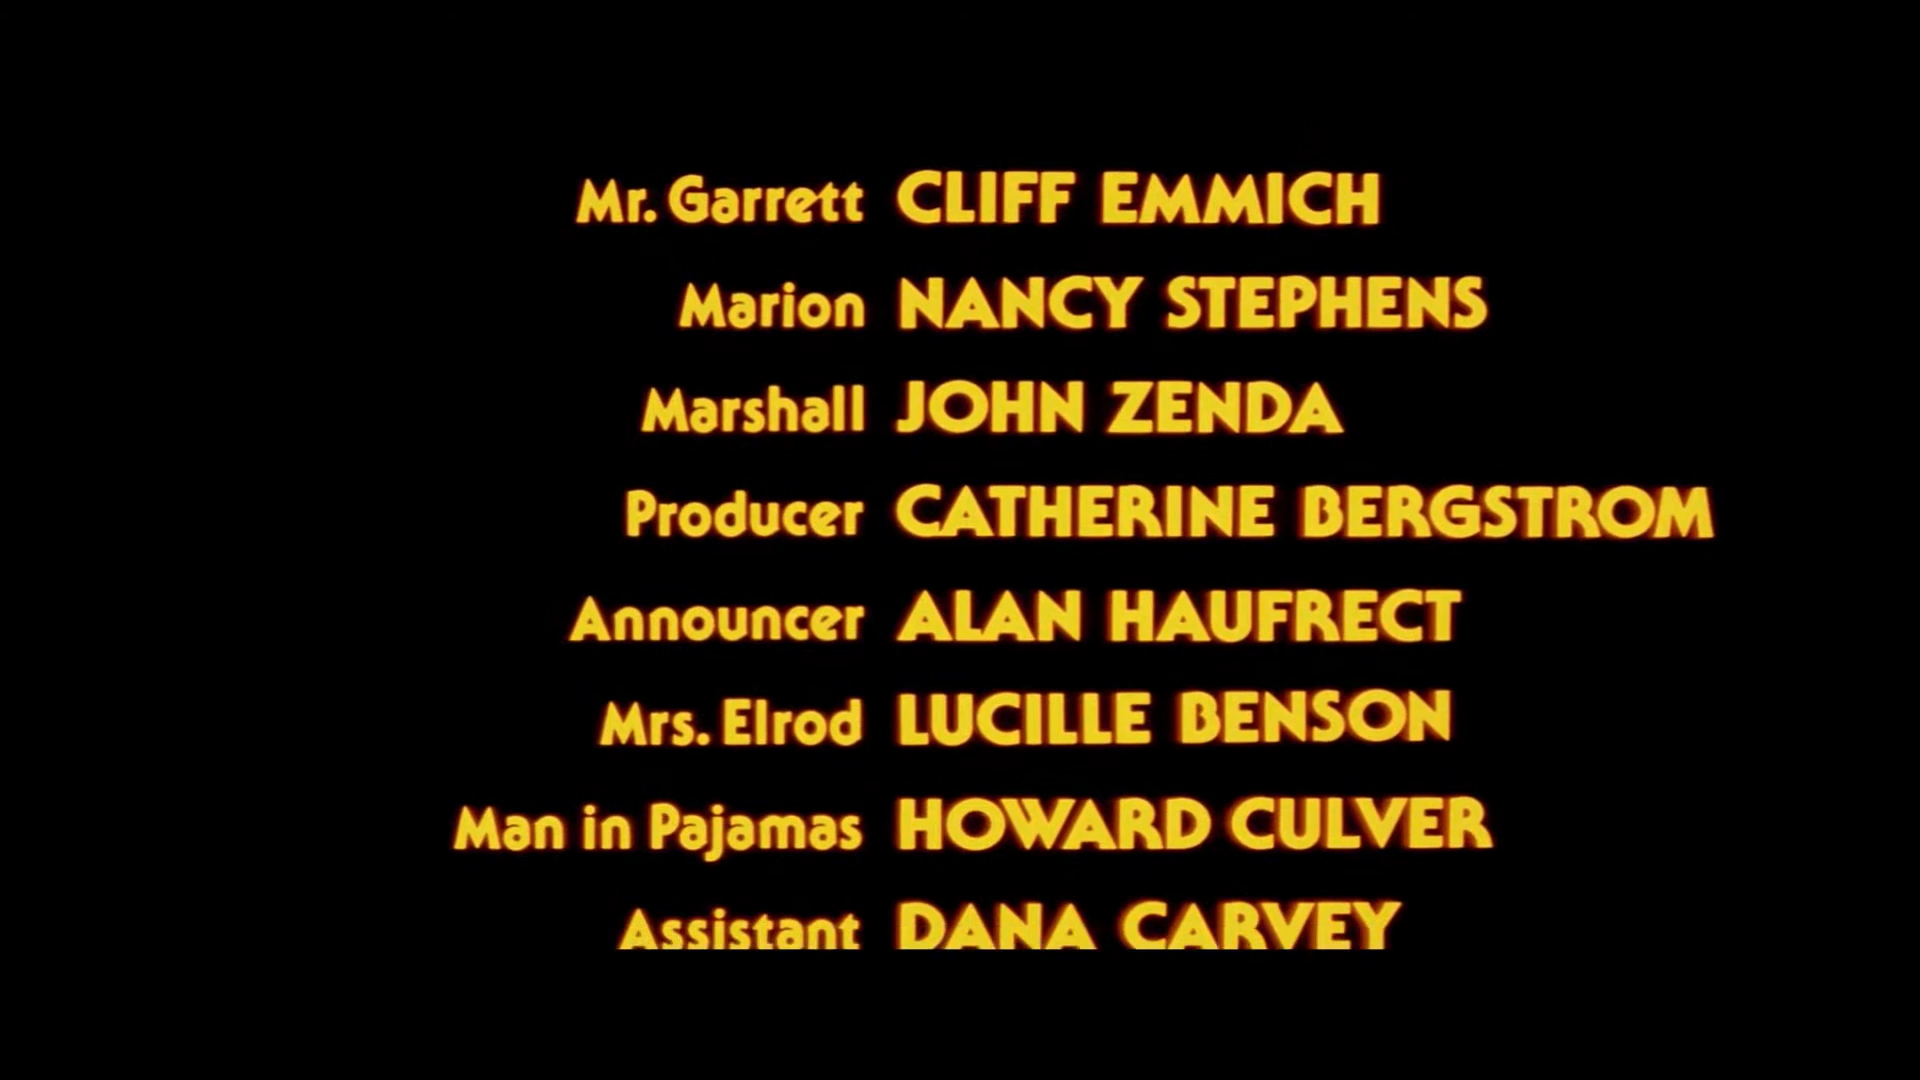 Mr. Garrett CLIFF EMMICH
Marion NANCY STEPHENS
Marshall JOHN ZENDA
Producer CATHERINE BERGSTROM
Announcer ALAN HAUFRECT
Mrs. Elrod LUCILLE BENSON
Man in Pajamas HOWARD CULVER
Assistant DANA CARVEY